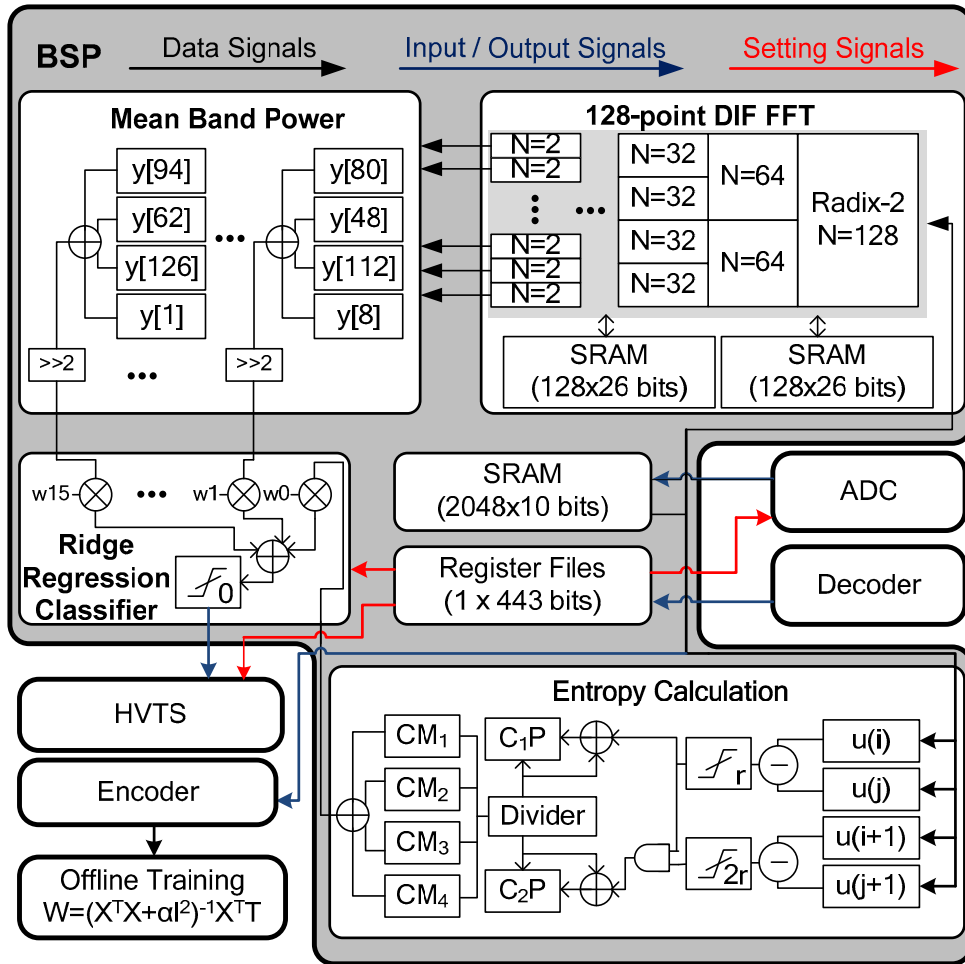 BSP
Data Signals
Input / Output Signals
Setting Signals
Mean Band Power
y[94]
y[62]
y[126]
y[1]
•••
y[80]
y[48]
y[112]
y[8]
>>2
•••
>>2
128-point DIF FFT
N=2
N=2
•••
N=2
N=2
N=2
•••
N=32
N=32
N=32
N=32
N=64
N=64
Radix-2
N=128
SRAM
(128x26 bits)
SRAM
(128x26 bits)
w15
•••
w1
w0
Ridge
Regression
Classifier
0
SRAM
(2048x10 bits)
Register Files
(1 x 443 bits)
ADC
Decoder
HVTS
Encoder
Offline Training
W=(XᵀX+αI²)⁻¹XᵀT
Entropy Calculation
CM₁
CM₂
CM₃
CM₄
C₁P
Divider
C₂P
r
2r
u(i)
u(j)
u(i+1)
u(j+1)